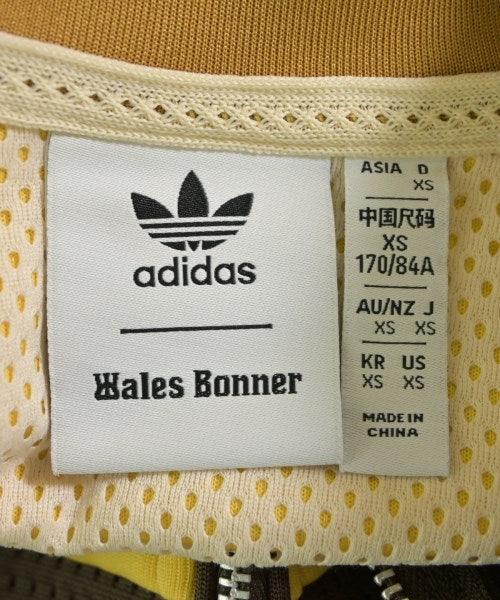 adidas
Wales Bonner
ASIA D
XS
中国尺码
XS
170/84A
AU/NZ J
XS XS
KR US
XS XS
MADE IN
CHINA